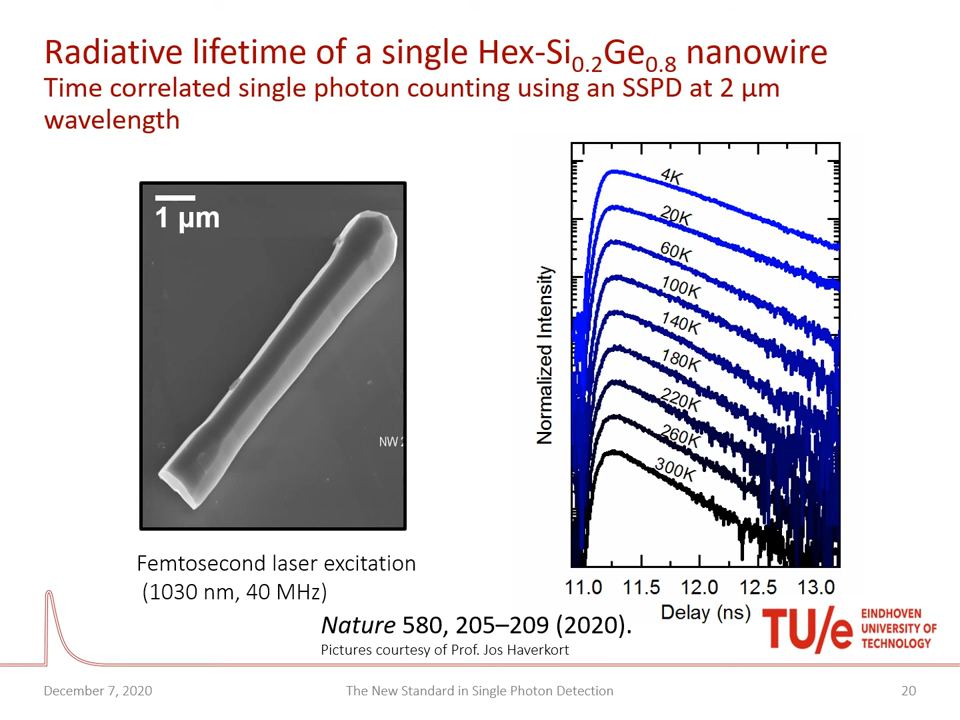 Radiative lifetime of a single Hex-Si0.2Ge0.8 nanowire
Time correlated single photon counting using an SSPD at 2 µm
wavelength
1 µm
NW 2
Femtosecond laser excitation
(1030 nm, 40 MHz)
Normalized Intensity
4K
20K
60K
100K
140K
180K
220K
260K
300K
11.0 11.5 12.0 12.5 13.0
Delay (ns)
Nature 580, 205–209 (2020).
Pictures courtesy of Prof. Jos Haverkort
TU/e
EINDHOVEN
UNIVERSITY OF
TECHNOLOGY
December 7, 2020
The New Standard in Single Photon Detection
20